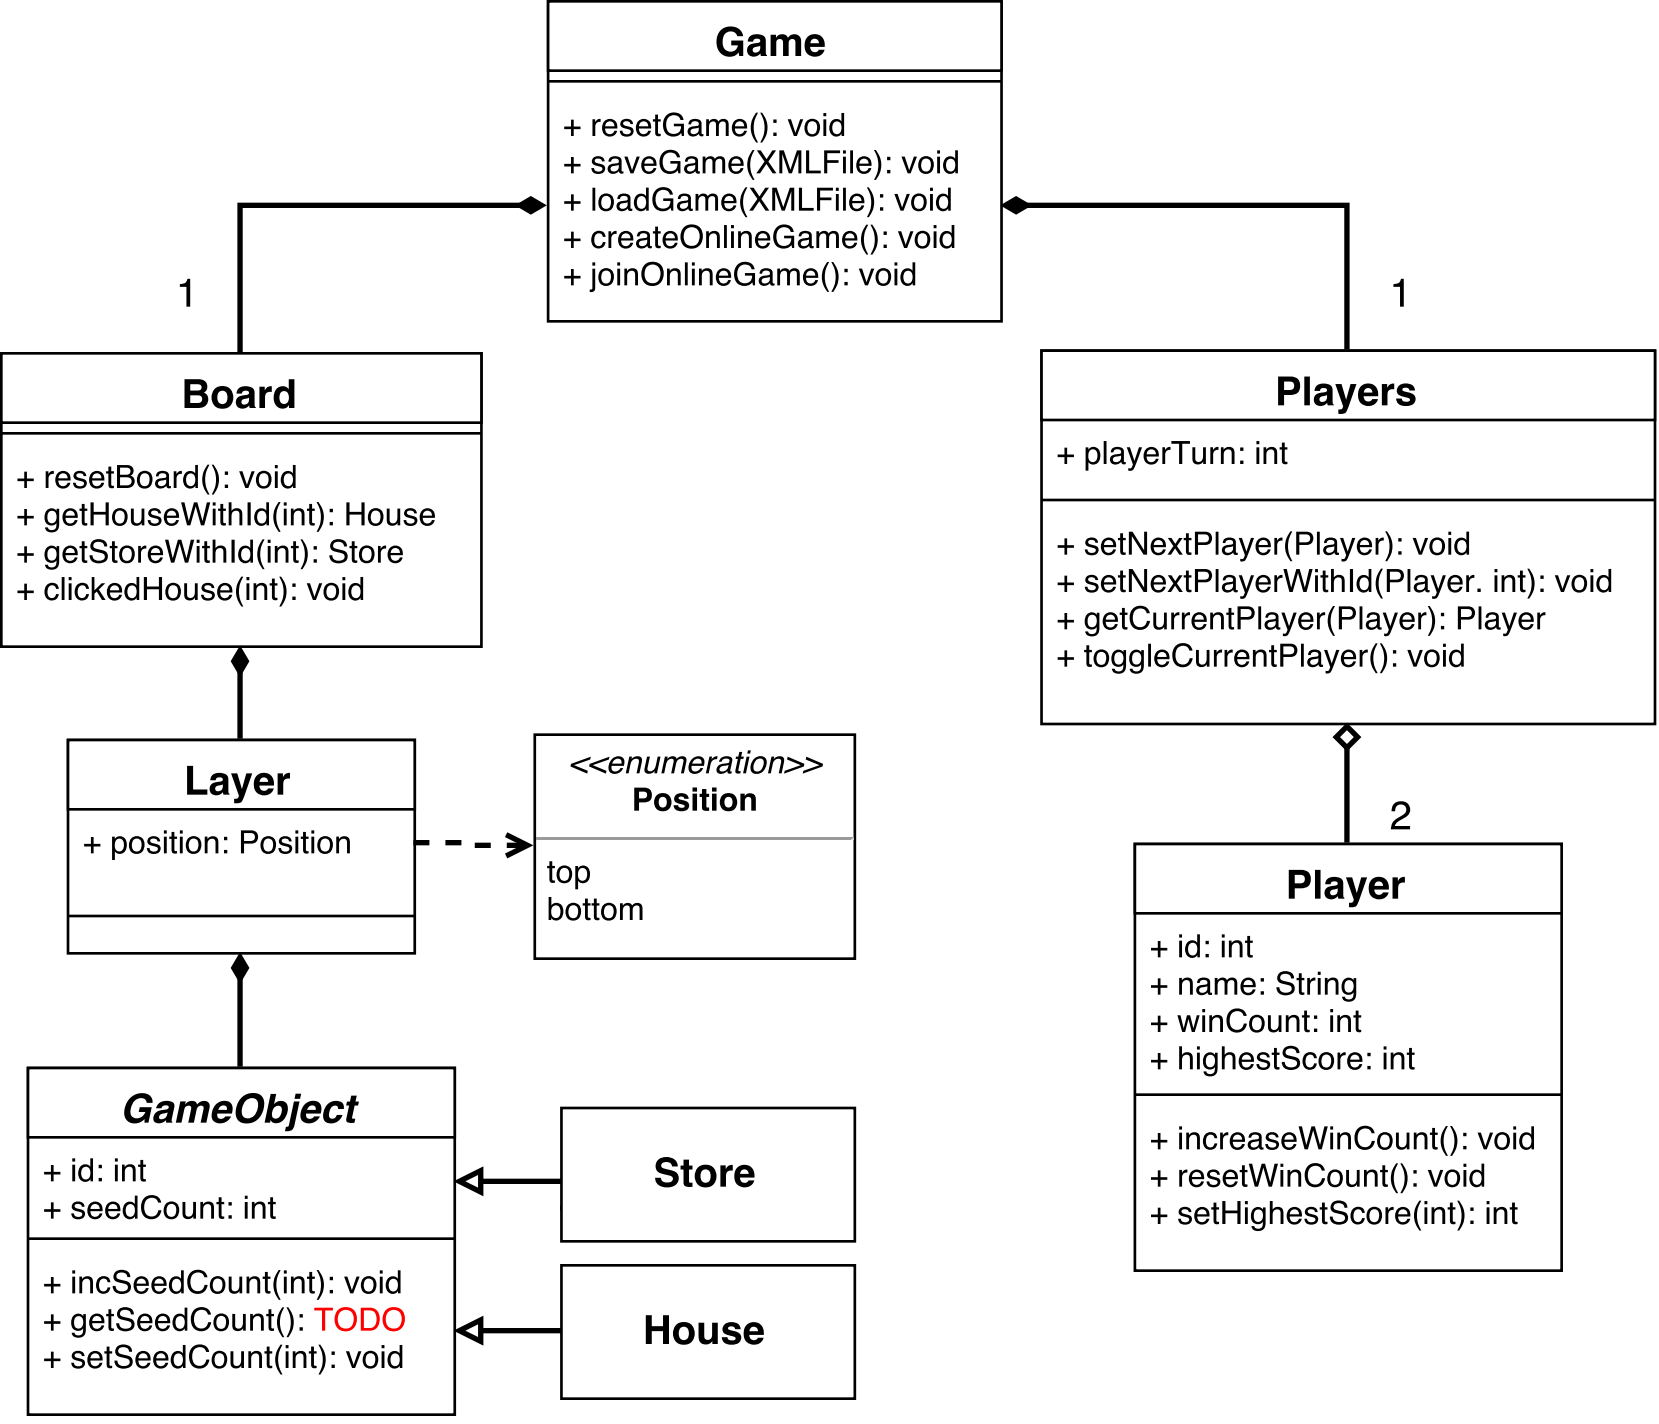 Game
+ resetGame(): void
+ saveGame(XMLFile): void
+ loadGame(XMLFile): void
+ createOnlineGame(): void
+ joinOnlineGame(): void
1
1
Board
+ resetBoard(): void
+ getHouseWithId(int): House
+ getStoreWithId(int): Store
+ clickedHouse(int): void
Players
+ playerTurn: int
+ setNextPlayer(Player): void
+ setNextPlayerWithId(Player. int): void
+ getCurrentPlayer(Player): Player
+ toggleCurrentPlayer(): void
Layer
+ position: Position
<<enumeration>>
Position
top
bottom
2
Player
+ id: int
+ name: String
+ winCount: int
+ highestScore: int
+ increaseWinCount(): void
+ resetWinCount(): void
+ setHighestScore(int): int
GameObject
+ id: int
+ seedCount: int
+ incSeedCount(int): void
+ getSeedCount(): TODO
+ setSeedCount(int): void
Store
House